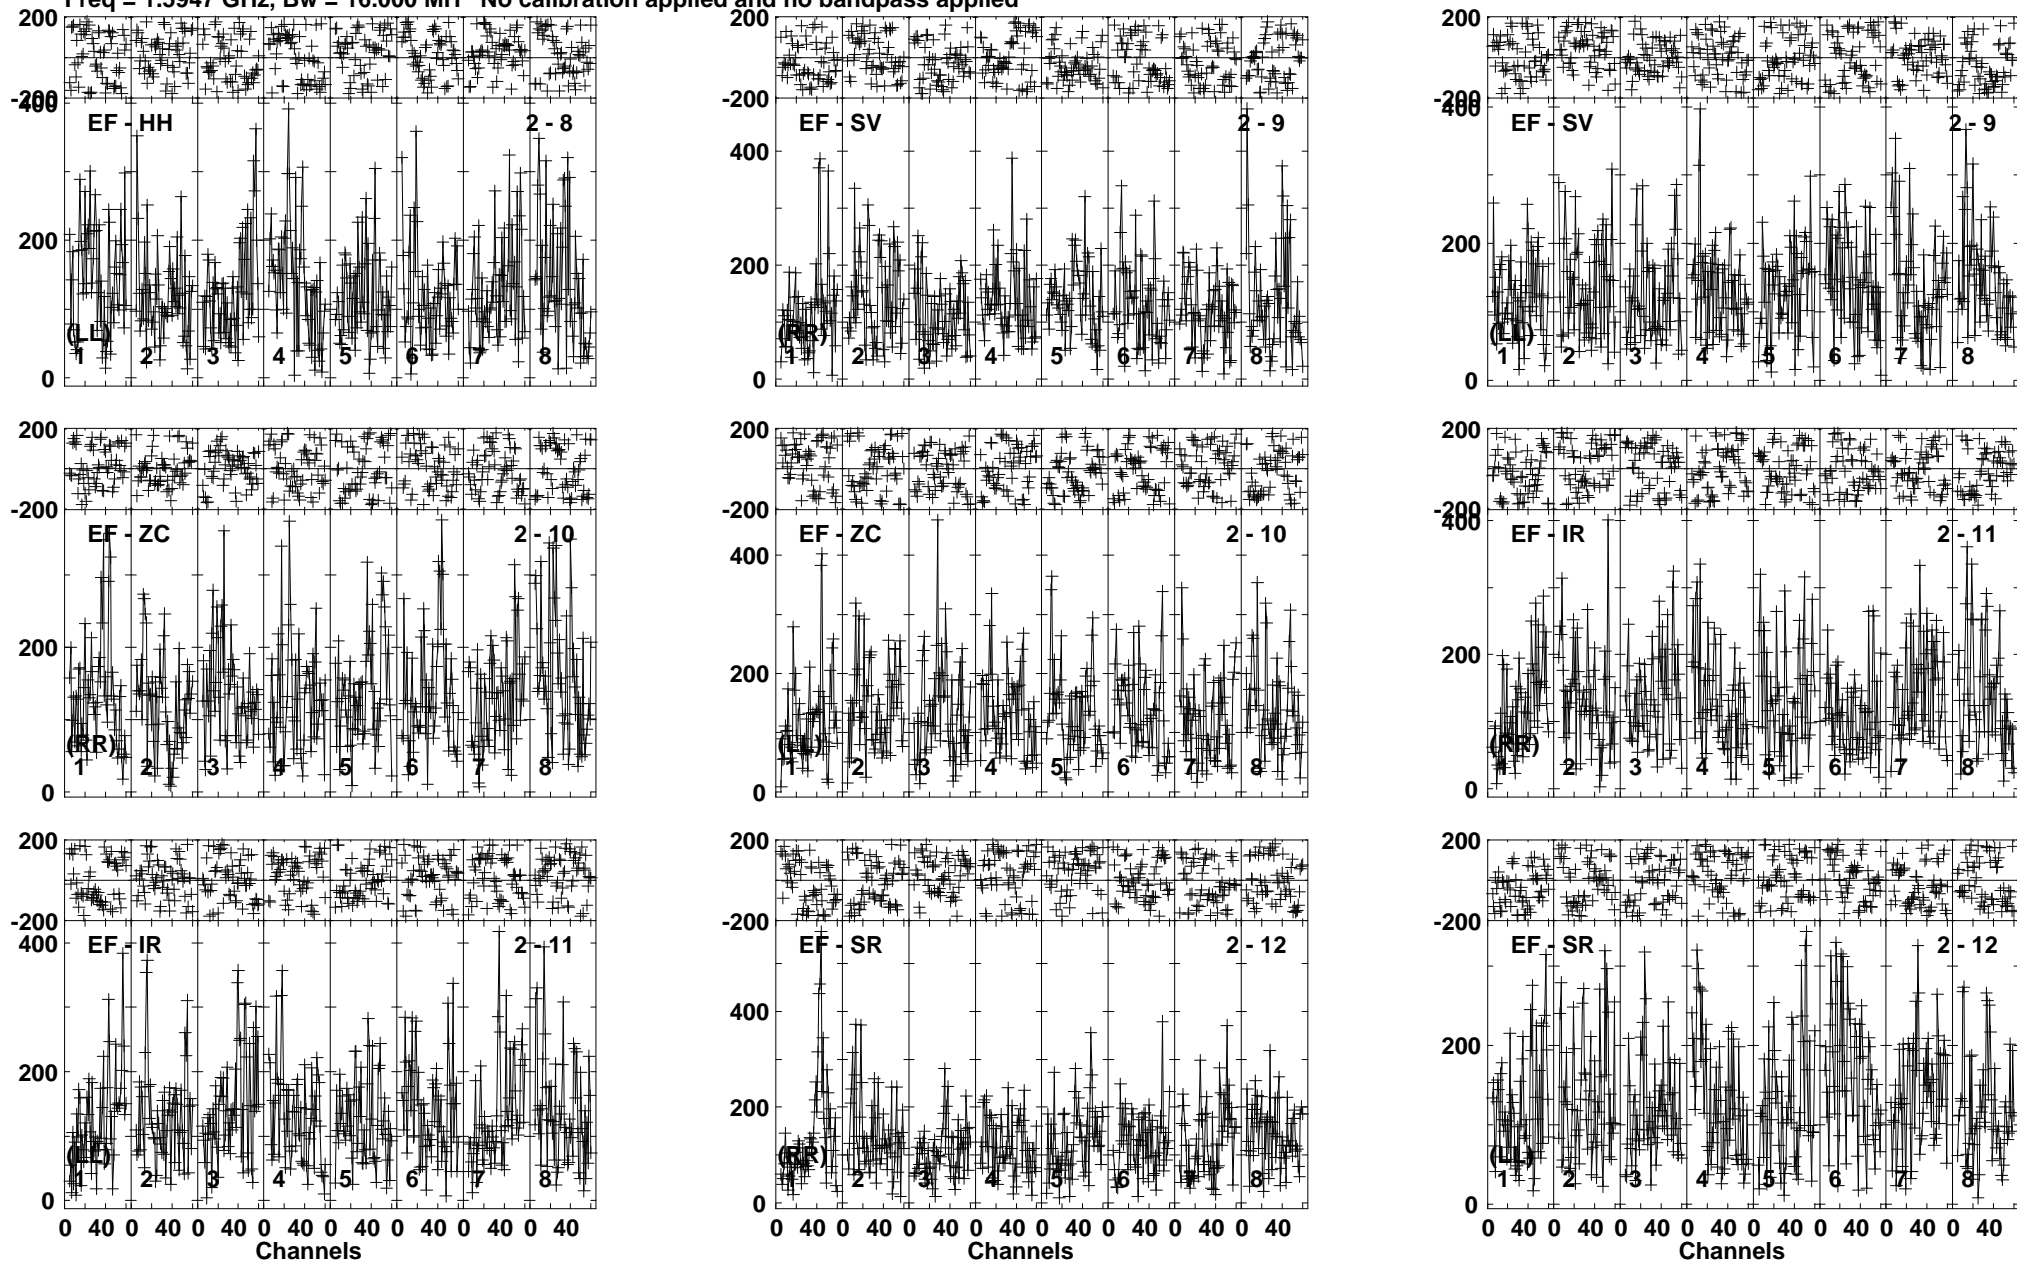 Freq = 1.5947 GHz, Bw = 16.000 MH No calibration applied and no bandpass applied
200 200 200
-200 -200 -200
400 400
EF - HH 2 - 8 EF - SV 2 - 9 EF - SV 2 - 9
400
200 200 200
(LL) (RR) (LL)
1 2 3 4 5 6 7 8 1 2 3 4 5 6 7 8 1 2 3 4 5 6 7 8
0 0 0
200 200 200
-200 -200 -200
400
EF - ZC 2 - 10 EF - ZC 2 - 10 EF - IR 2 - 11
400
200 200 200
(RR) (LL) (RR)
1 2 3 4 5 6 7 8 1 2 3 4 5 6 7 8 1 2 3 4 5 6 7 8
0 0 0
200 200 200
-200 -200 -200
400 EF - IR 2 - 11 EF - SR 2 - 12 EF - SR 2 - 12
400
200 200 200
(LL) (RR) (LL)
1 2 3 4 5 6 7 8 1 2 3 4 5 6 7 8 1 2 3 4 5 6 7 8
0 0 0
0 40 0 40 0 40 0 40 0 40 0 40 0 40 0 40 0 40 0 40 0 40 0 40 0 40 0 40 0 40 0 40 0 40 0 40 0 40 0 40 0 40 0 40 0 40 0 40
Channels Channels